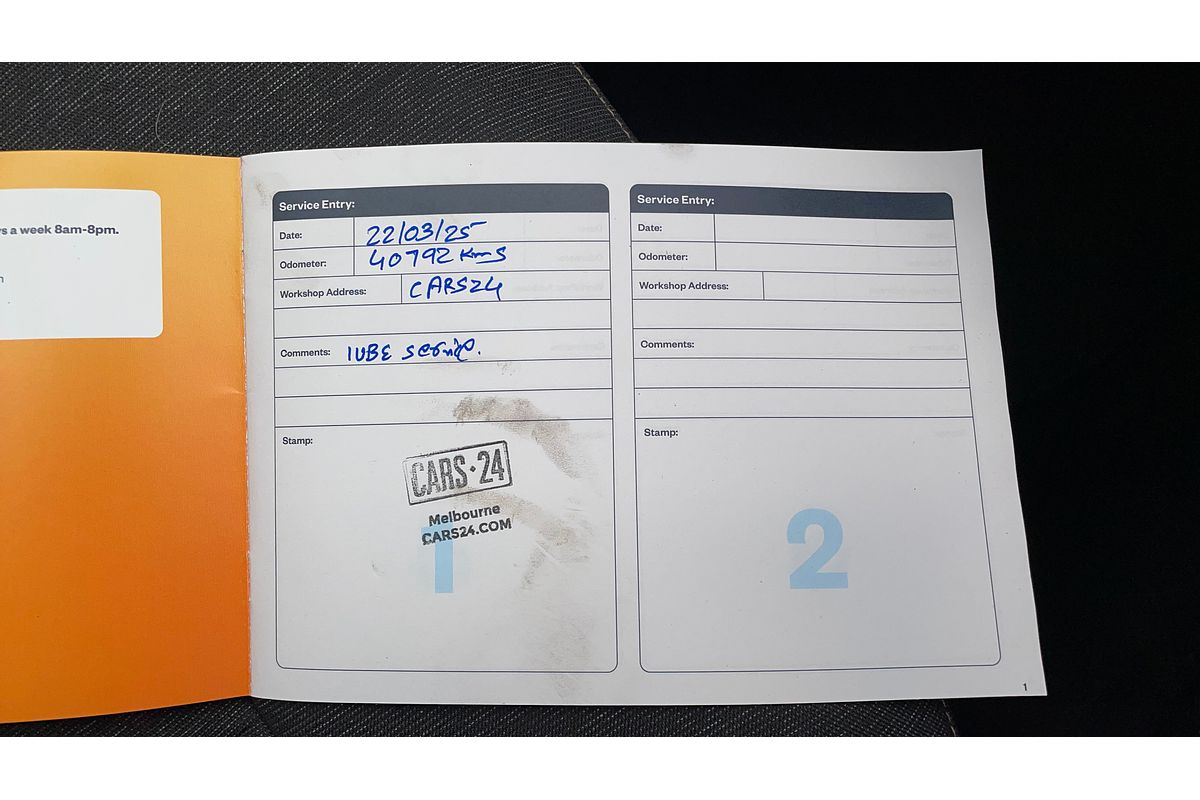 s a week 8am-8pm.
Service Entry:
Date: 22/03/25
Odometer: 40792 Kms
Workshop Address: CARS24
Comments: IUBE service.
Stamp:
CARS·24
Melbourne
CARS24.COM
1
Service Entry:
Date:
Odometer:
Workshop Address:
Comments:
Stamp:
2
1